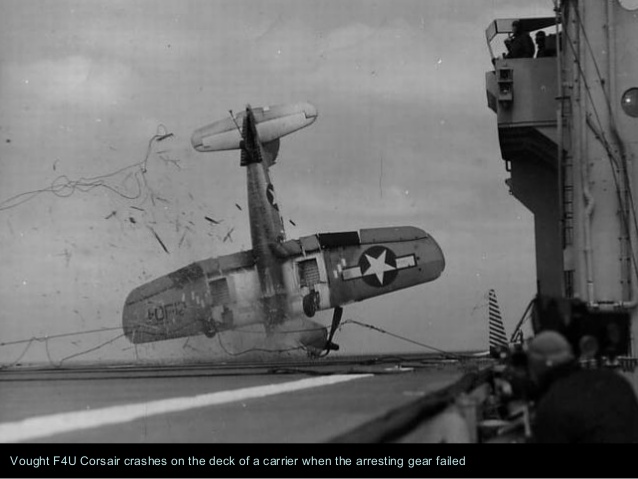 Vought F4U Corsair crashes on the deck of a carrier when the arresting gear failed